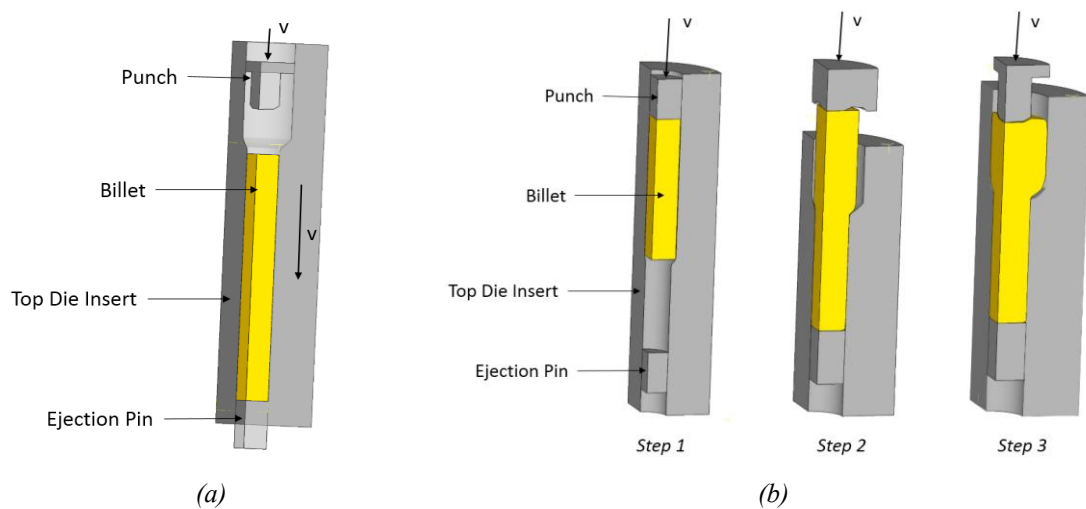 v
Punch
Billet
v
Top Die Insert
Ejection Pin
(a)
v
Punch
Billet
Top Die Insert
Ejection Pin
Step 1
v
Step 2
v
Step 3
(b)